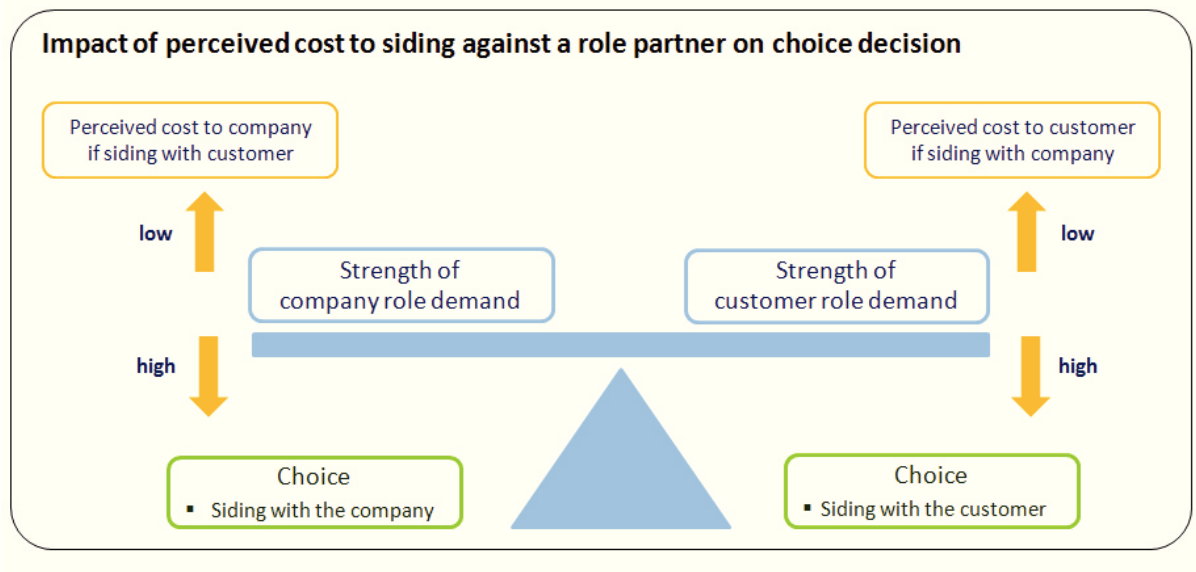 Impact of perceived cost to siding against a role partner on choice decision
Perceived cost to company
if siding with customer
Perceived cost to customer
if siding with company
low
low
Strength of
company role demand
Strength of
customer role demand
high
high
Choice
▪ Siding with the company
Choice
▪ Siding with the customer